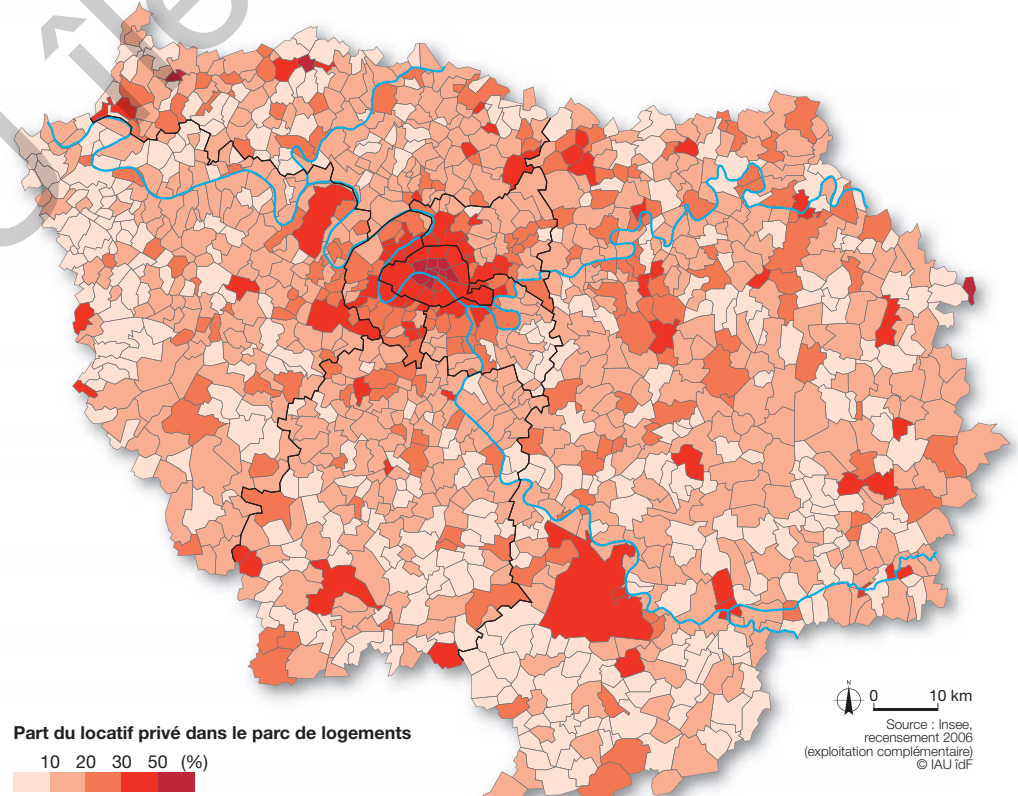 île
N
0 10 km
Source : Insee,
recensement 2006
(exploitation complémentaire)
© IAU îdF
Part du locatif privé dans le parc de logements
10 20 30 50 (%)